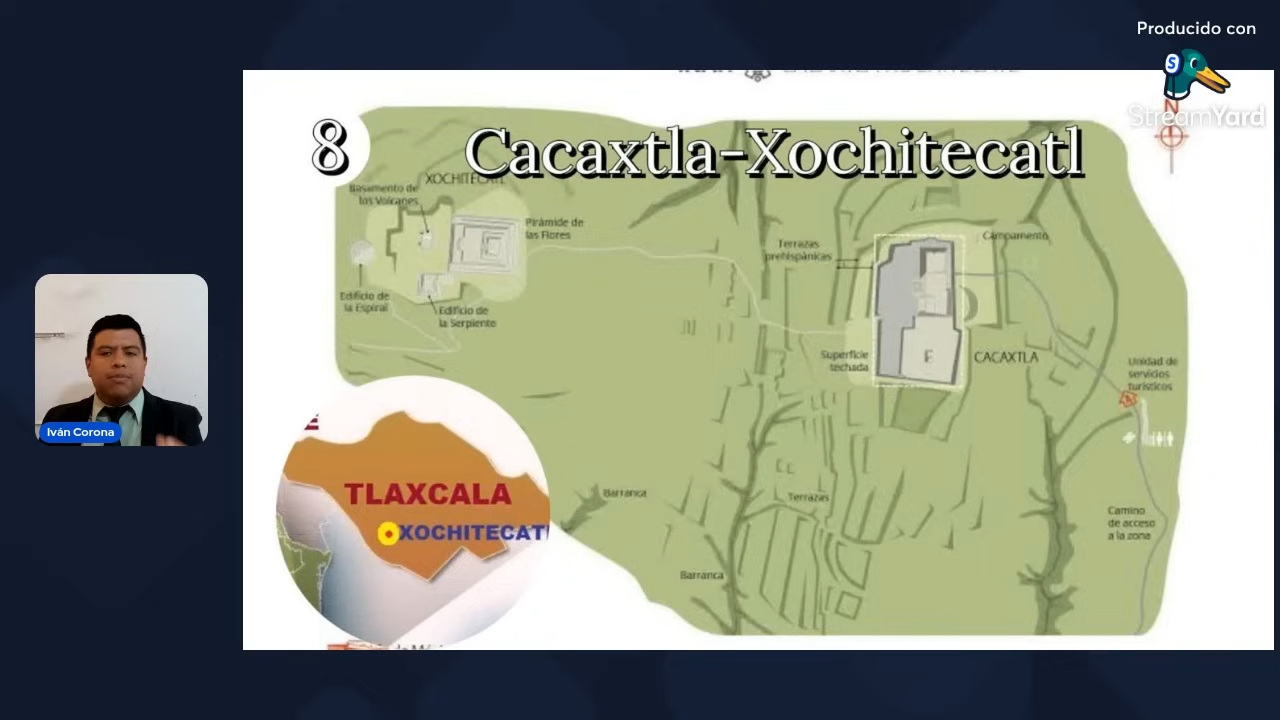 Producido con
S
StreamYard
N
8
Cacaxtla-Xochitecatl
XOCHITECATL
Basamento de
los Volcanes
Pirámide de
las Flores
Edificio de
la Espiral
Edificio de
la Serpiente
Terrazas
prehispánicas
Campamento
Superficie
techada
CACAXTLA
Unidad de
servicios
turísticos
Iván Corona
TLAXCALA
XOCHITECATL
Barranca
Terrazas
Camino
de acceso
a la zona
Barranca